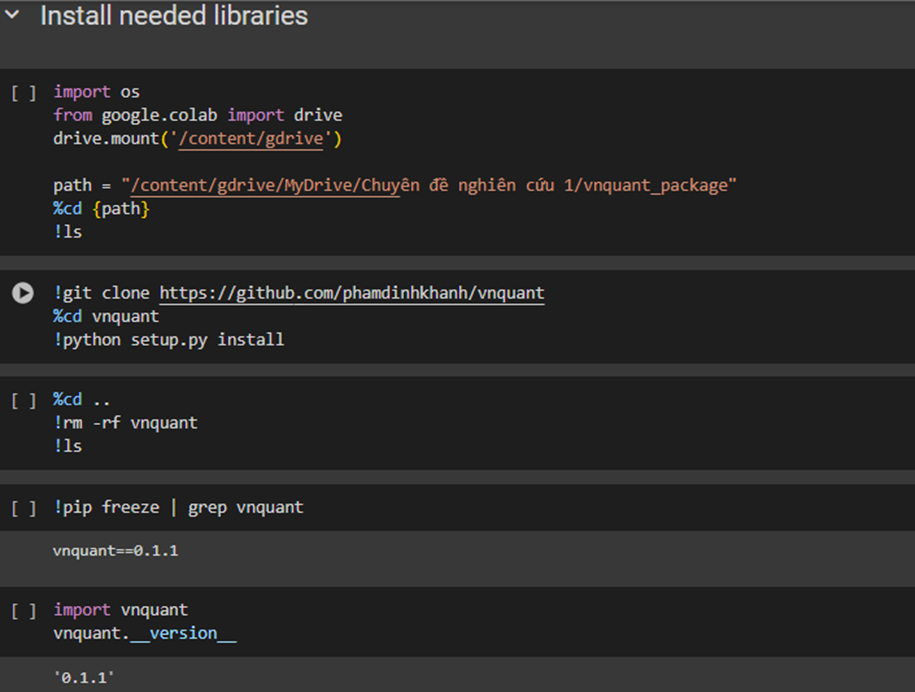 Install needed libraries
[ ] import os
from google.colab import drive
drive.mount('/content/gdrive')
path = "/content/gdrive/MyDrive/Chuyên đề nghiên cứu 1/vnquant_package"
%cd {path}
!ls
!git clone https://github.com/phamdinhkhanh/vnquant
%cd vnquant
!python setup.py install
[ ] %cd ..
!rm -rf vnquant
!ls
[ ] !pip freeze | grep vnquant
vnquant==0.1.1
[ ] import vnquant
vnquant.__version__
'0.1.1'